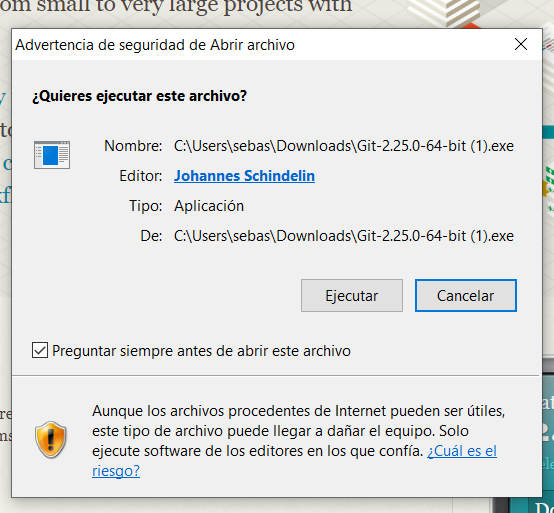 om small to very large projects with
Advertencia de seguridad de Abrir archivo
¿Quieres ejecutar este archivo?
Nombre: C:\Users\sebas\Downloads\Git-2.25.0-64-bit (1).exe
Editor: Johannes Schindelin
Tipo: Aplicación
De: C:\Users\sebas\Downloads\Git-2.25.0-64-bit (1).exe
Ejecutar Cancelar
Preguntar siempre antes de abrir este archivo
Aunque los archivos procedentes de Internet pueden ser útiles,
este tipo de archivo puede llegar a dañar el equipo. Solo
ejecute software de los editores en los que confía. ¿Cuál es el
riesgo?